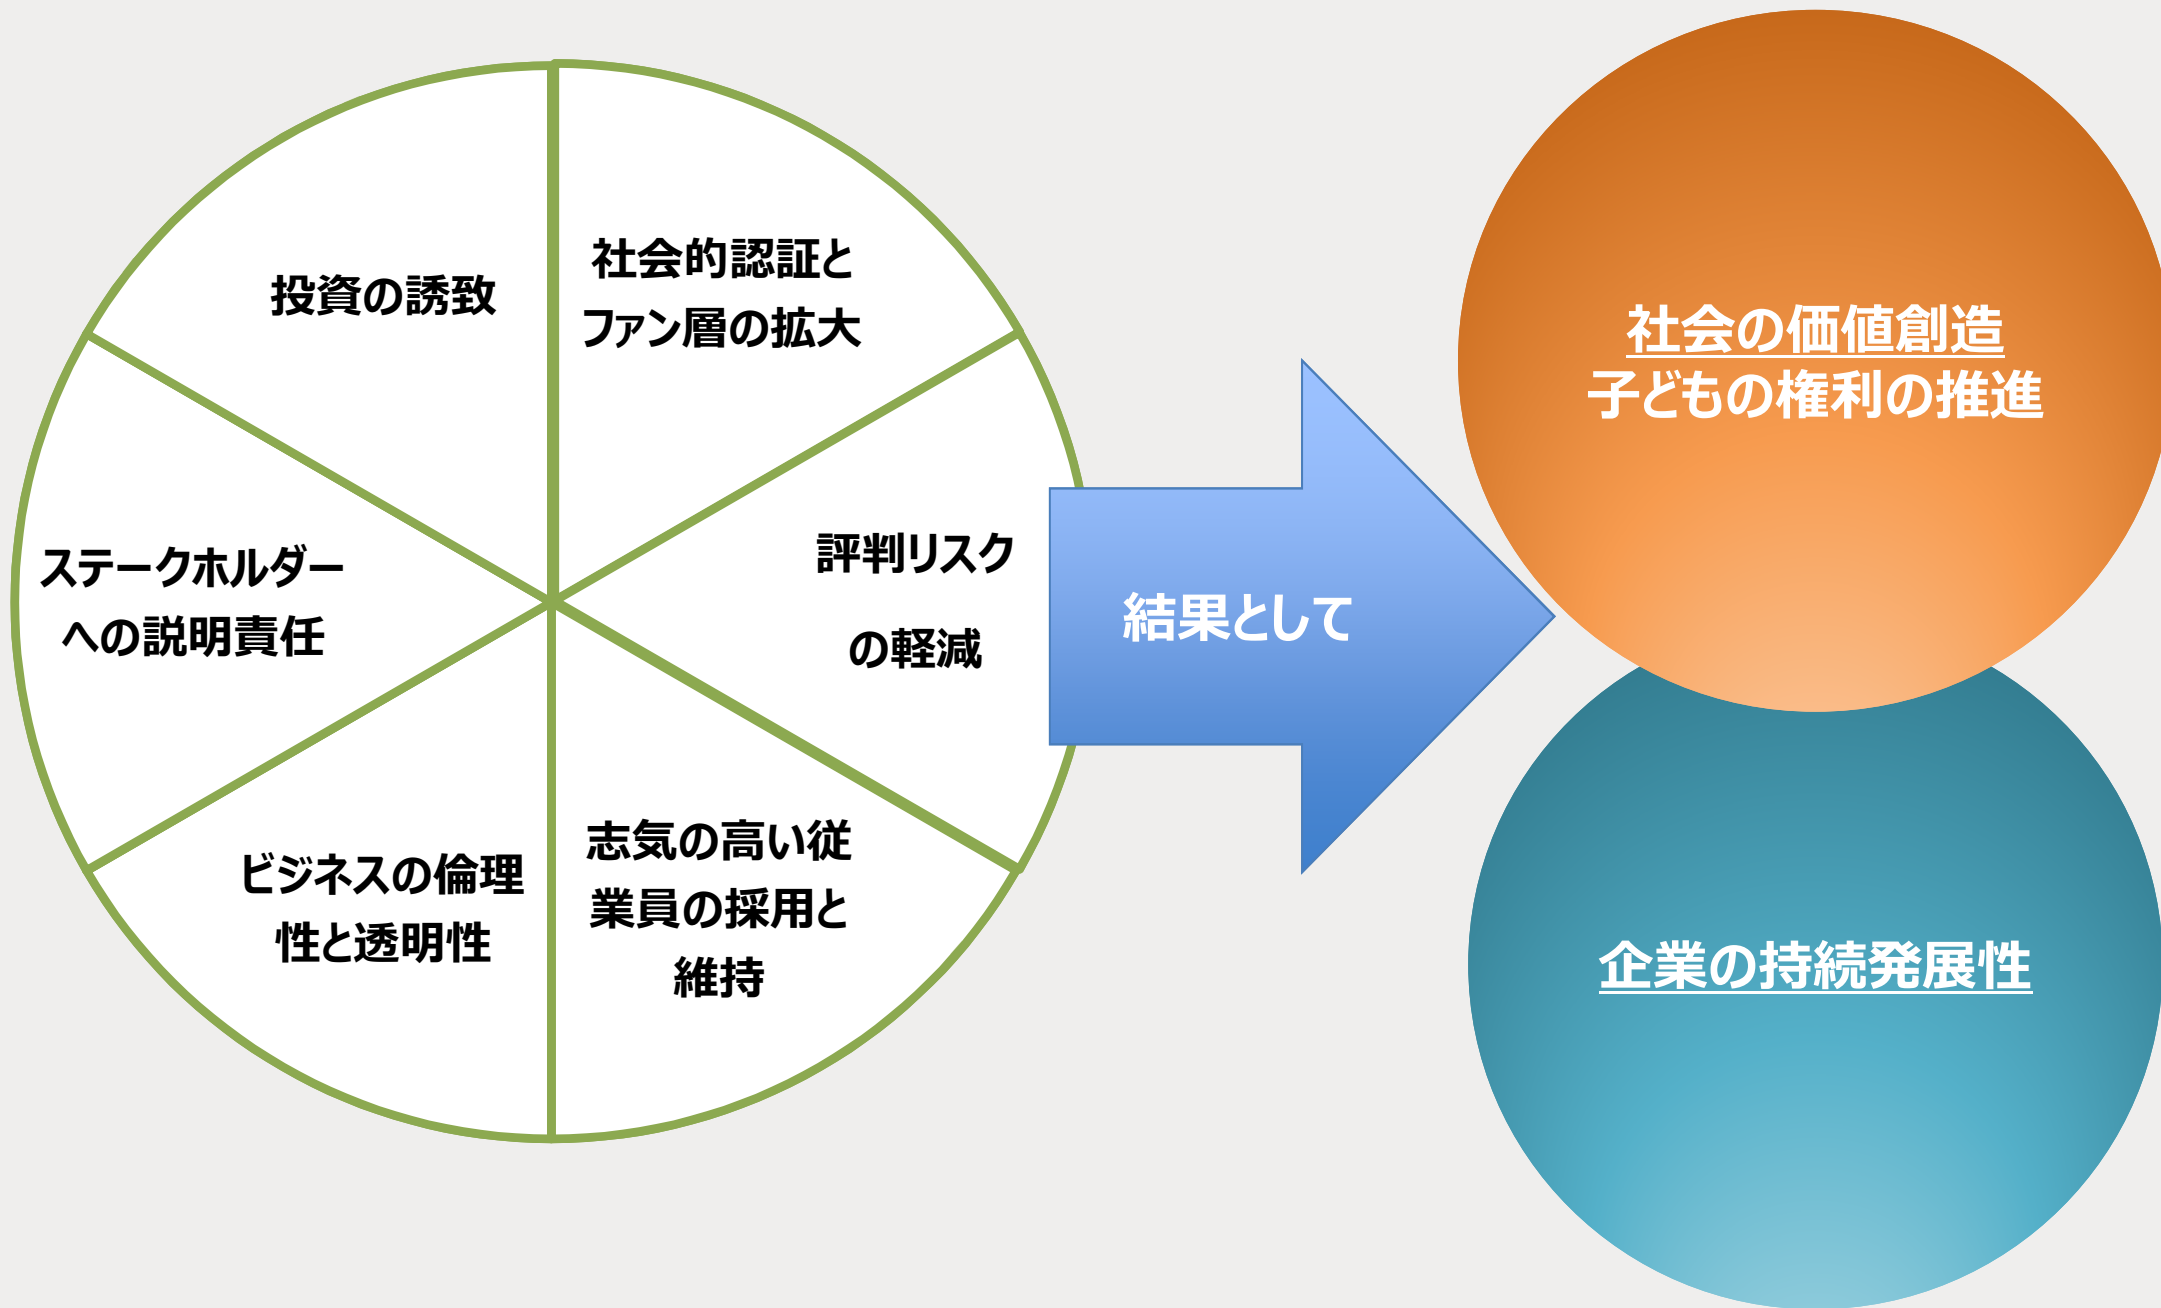 投資の誘致
社会的認証と
ファン層の拡大
評判リスク
の軽減
志気の高い従
業員の採用と
維持
ビジネスの倫理
性と透明性
ステークホルダー
への説明責任
結果として
社会の価値創造
子どもの権利の推進
企業の持続発展性